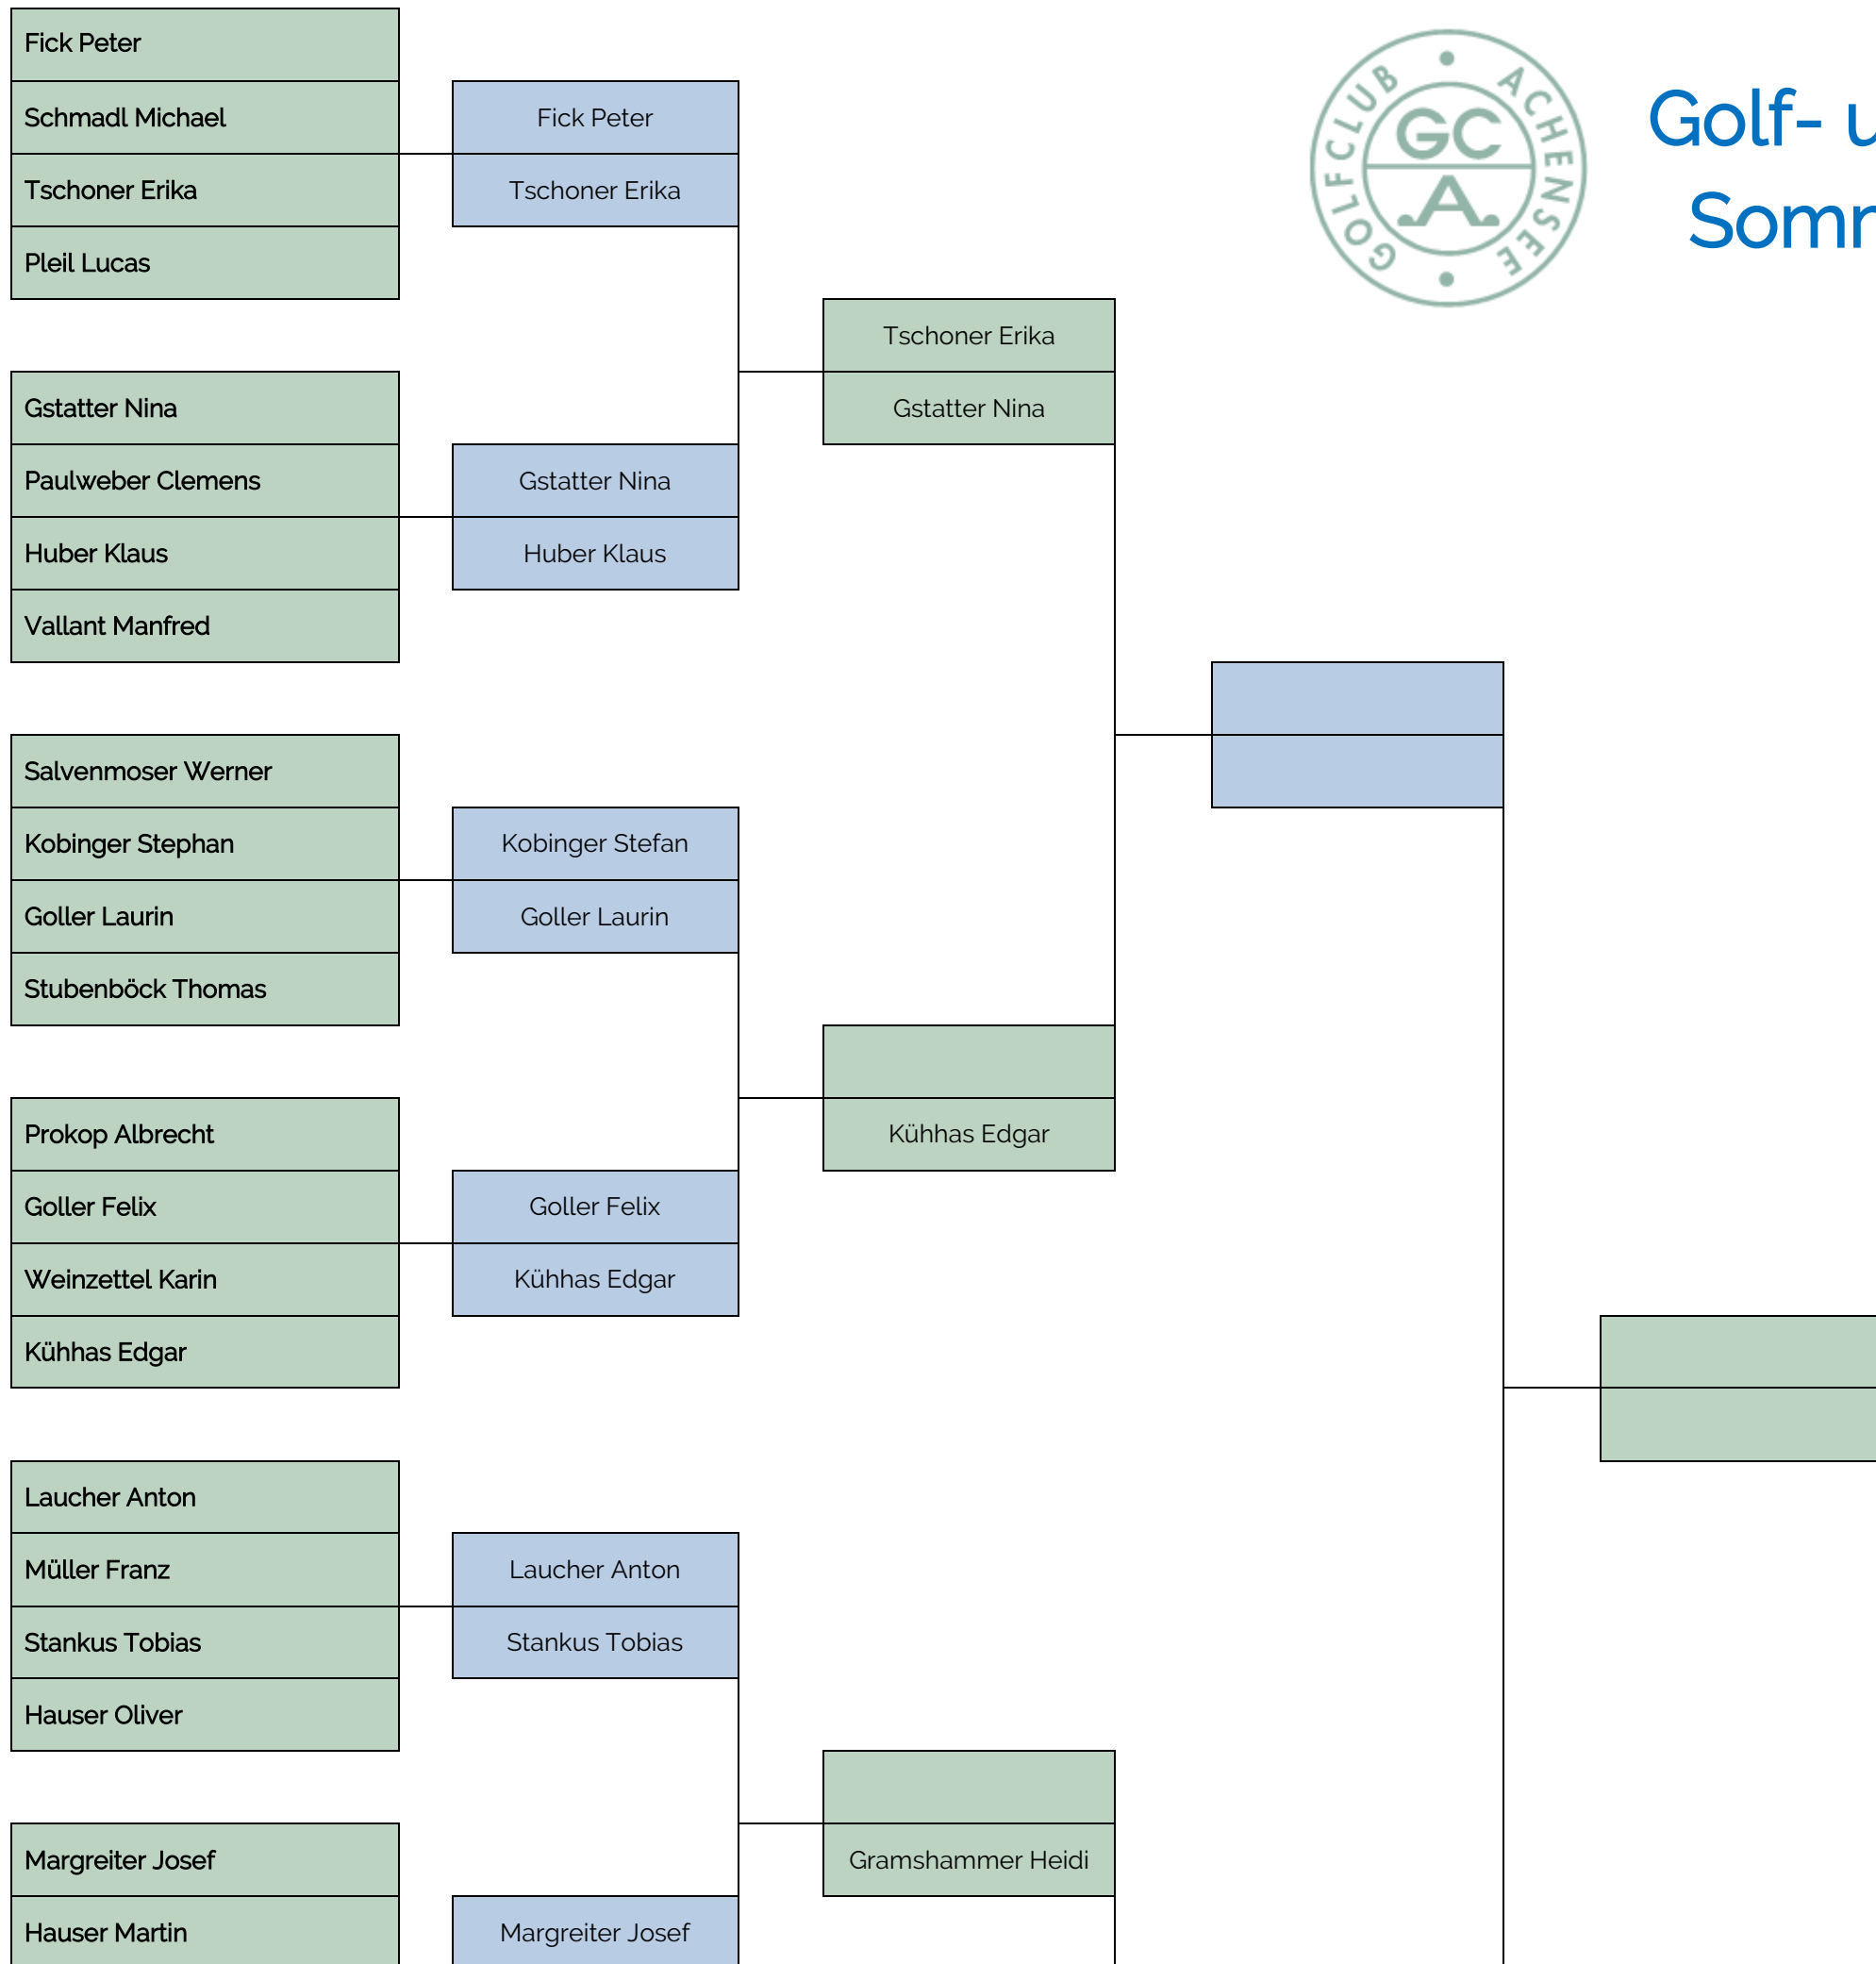 Fick Peter
Schmadl Michael
Tschoner Erika
Pleil Lucas
Gstatter Nina
Paulweber Clemens
Huber Klaus
Vallant Manfred
Salvenmoser Werner
Kobinger Stephan
Goller Laurin
Stubenböck Thomas
Prokop Albrecht
Goller Felix
Weinzettel Karin
Kühhas Edgar
Laucher Anton
Müller Franz
Stankus Tobias
Hauser Oliver
Margreiter Josef
Hauser Martin
Fick Peter
Tschoner Erika
Gstatter Nina
Huber Klaus
Kobinger Stefan
Goller Laurin
Goller Felix
Kühhas Edgar
Laucher Anton
Stankus Tobias
Margreiter Josef
Tschoner Erika
Gstatter Nina
Kühhas Edgar
Gramshammer Heidi
GOLFCLUB ACHENSEE
GC
A
Golf-